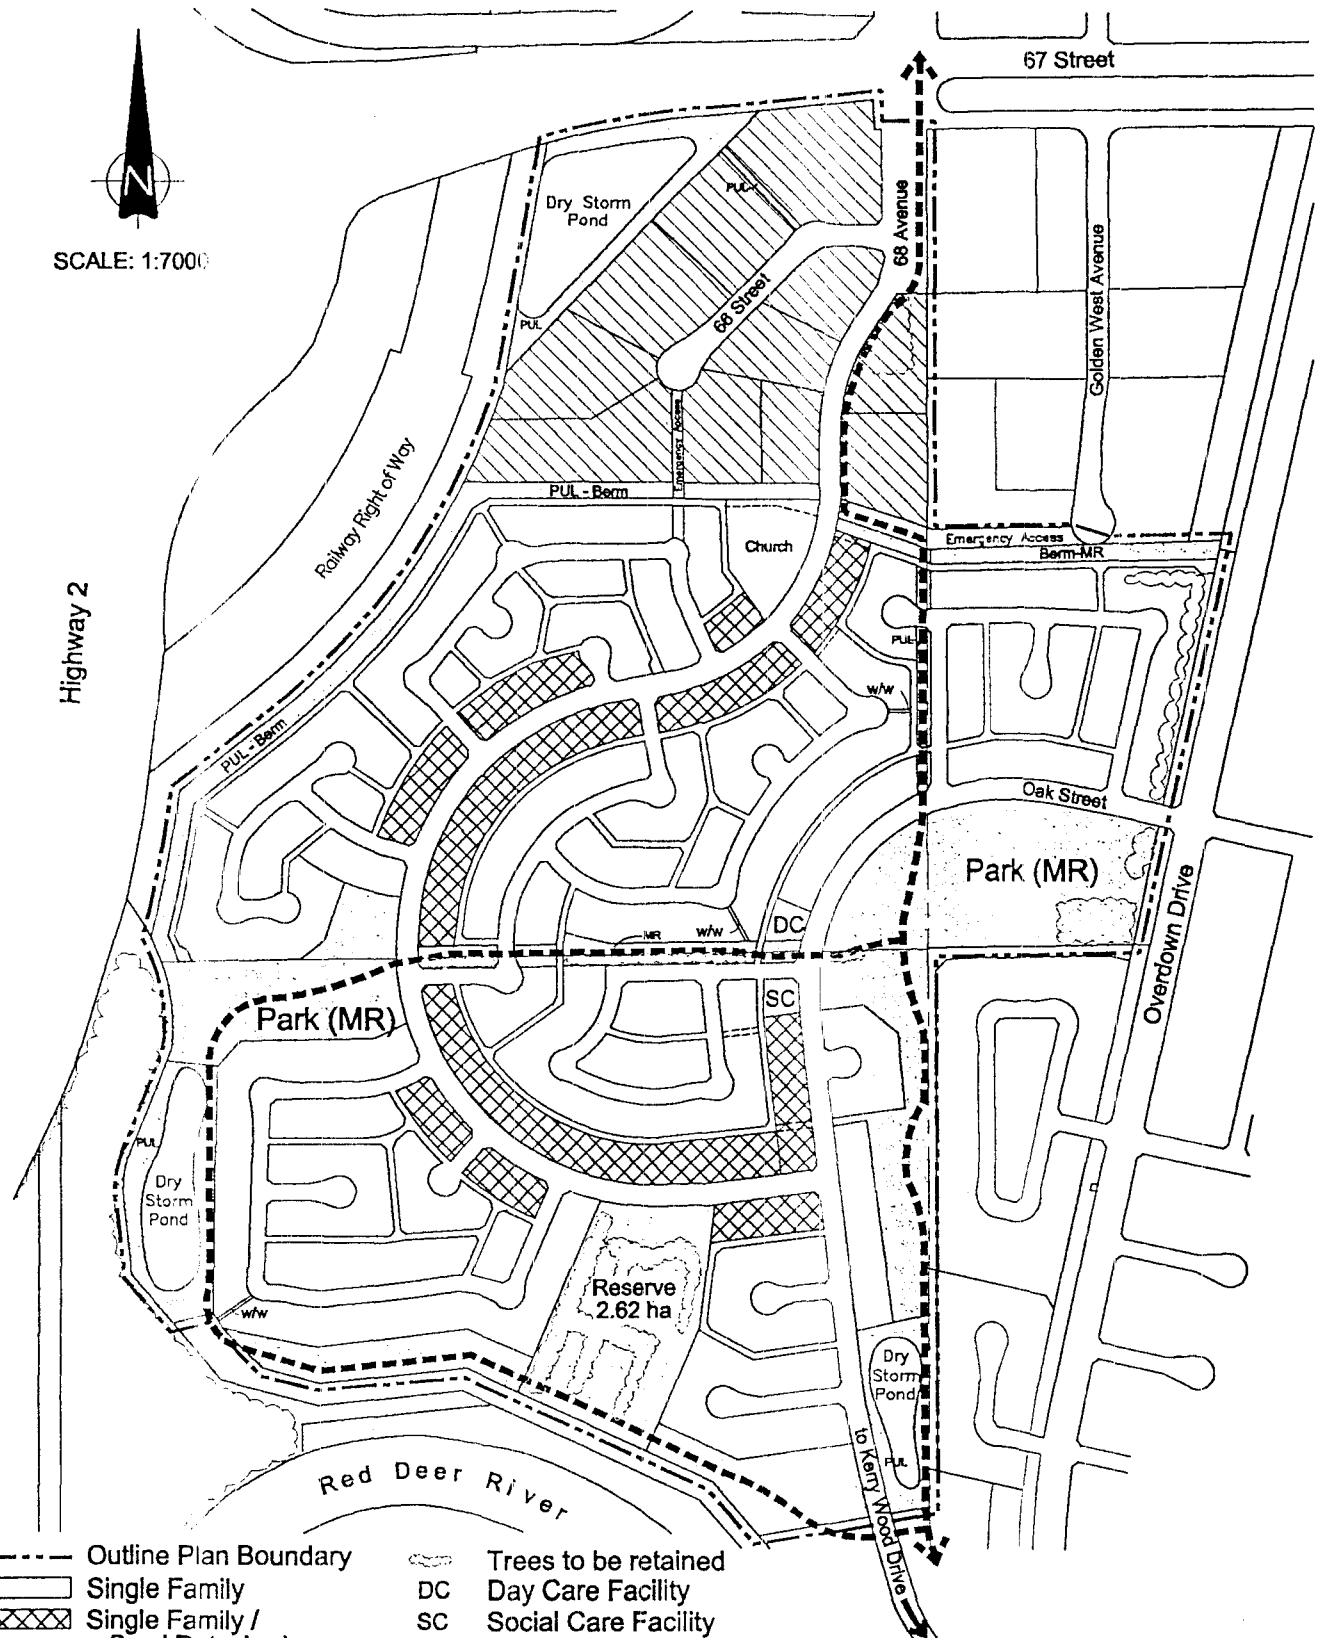 67 Street
N
SCALE: 1:7000
Dry Storm
Pond
PUL
68 Avenue
Golden West Avenue
68 Street
PUL
Emergency Access
Railway Right of Way
PUL - Berm
Church
Emergency Access
Berm-MR
Highway 2
PUL
w/w
PUL - Berm
Oak Street
Park (MR)
Overdown Drive
DC
MR
w/w
SC
Park (MR)
PUL
Dry
Storm
Pond
Reserve
2.62 ha
w/w
Dry
Storm
Pond
PUL
to Kerry Wood Drive
Red Deer River
Outline Plan Boundary
Single Family
Single Family /
Trees to be retained
DC Day Care Facility
SC Social Care Facility